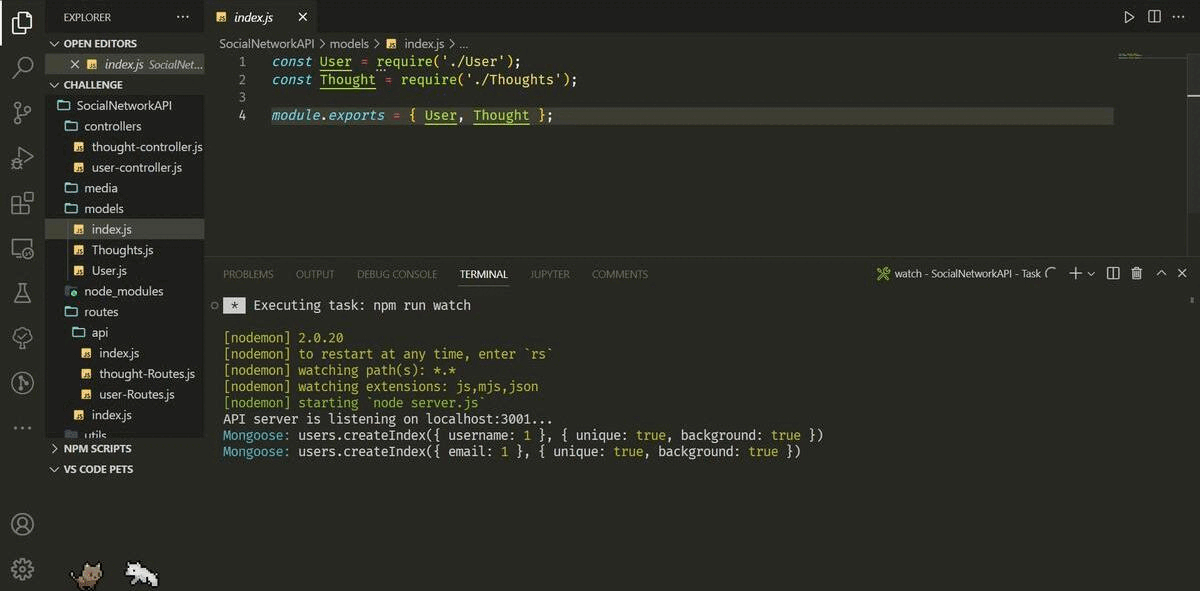 EXPLORER
OPEN EDITORS
index.js SocialNet...
CHALLENGE
SocialNetworkAPI
controllers
thought-controller.js
user-controller.js
media
models
index.js
Thoughts.js
User.js
node_modules
routes
api
index.js
thought-Routes.js
user-Routes.js
index.js
utils
NPM SCRIPTS
VS CODE PETS
index.js
SocialNetworkAPI > models > index.js > ...
1 const User = require('./User');
2 const Thought = require('./Thoughts');
3
4 module.exports = { User, Thought };
PROBLEMS OUTPUT DEBUG CONSOLE TERMINAL JUPYTER COMMENTS
watch - SocialNetworkAPI - Task
* Executing task: npm run watch
[nodemon] 2.0.20
[nodemon] to restart at any time, enter `rs`
[nodemon] watching path(s): *.*
[nodemon] watching extensions: js,mjs,json
[nodemon] starting `node server.js`
API server is listening on localhost:3001...
Mongoose: users.createIndex({ username: 1 }, { unique: true, background: true })
Mongoose: users.createIndex({ email: 1 }, { unique: true, background: true })